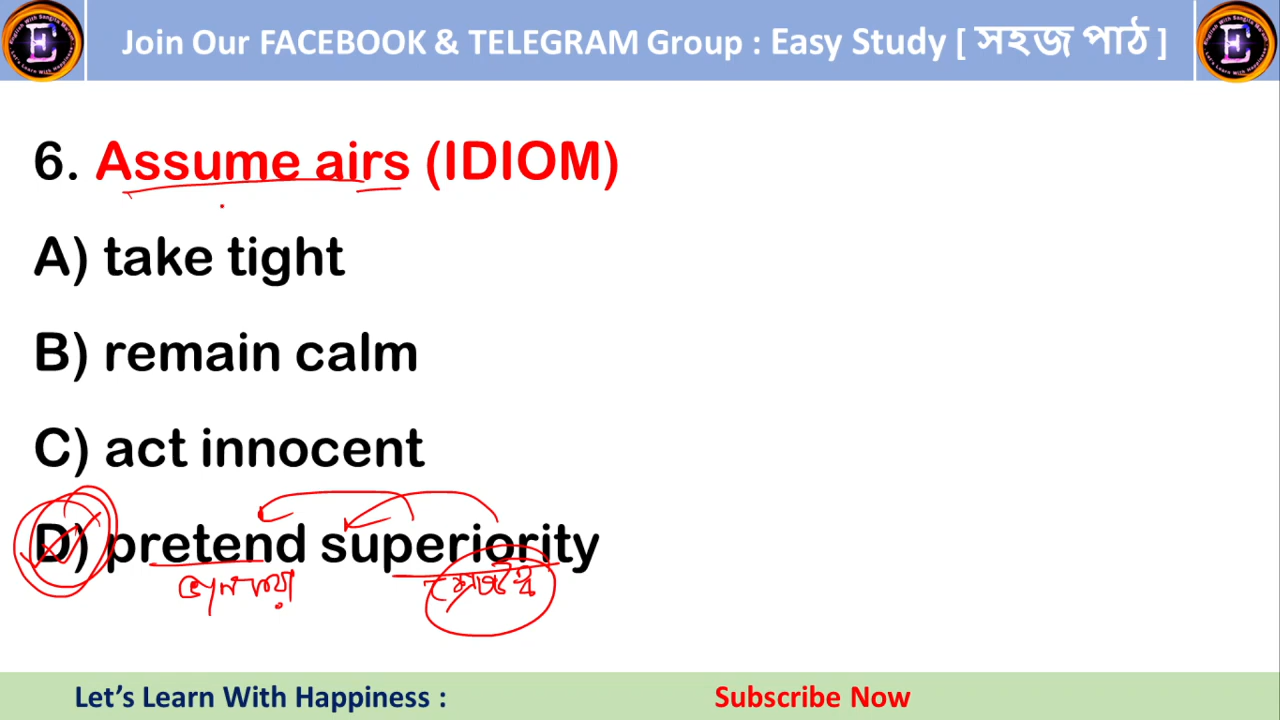 Join Our FACEBOOK & TELEGRAM Group : Easy Study [ সহজ পাঠ ]
6. Assume airs (IDIOM)
A) take tight
B) remain calm
C) act innocent
D) pretend superiority
ভান করা
Let's Learn With Happiness :
Subscribe Now